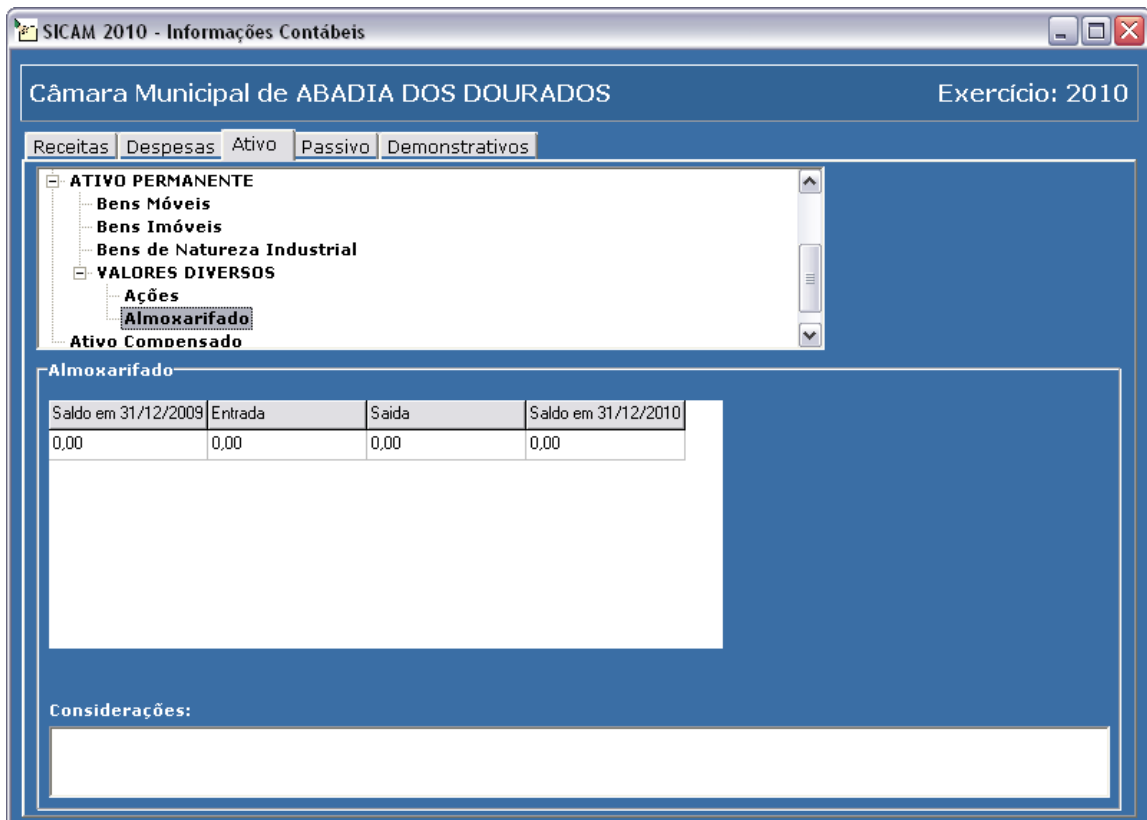 SICAM 2010 - Informações Contábeis
Câmara Municipal de ABADIA DOS DOURADOS Exercício: 2010
Receitas Despesas Ativo Passivo Demonstrativos
ATIVO PERMANENTE
Bens Móveis
Bens Imóveis
Bens de Natureza Industrial
VALORES DIVERSOS
Ações
Almoxarifado
Ativo Compensado
Almoxarifado
Saldo em 31/12/2009 Entrada Saida Saldo em 31/12/2010
0,00 0,00 0,00 0,00
Considerações: